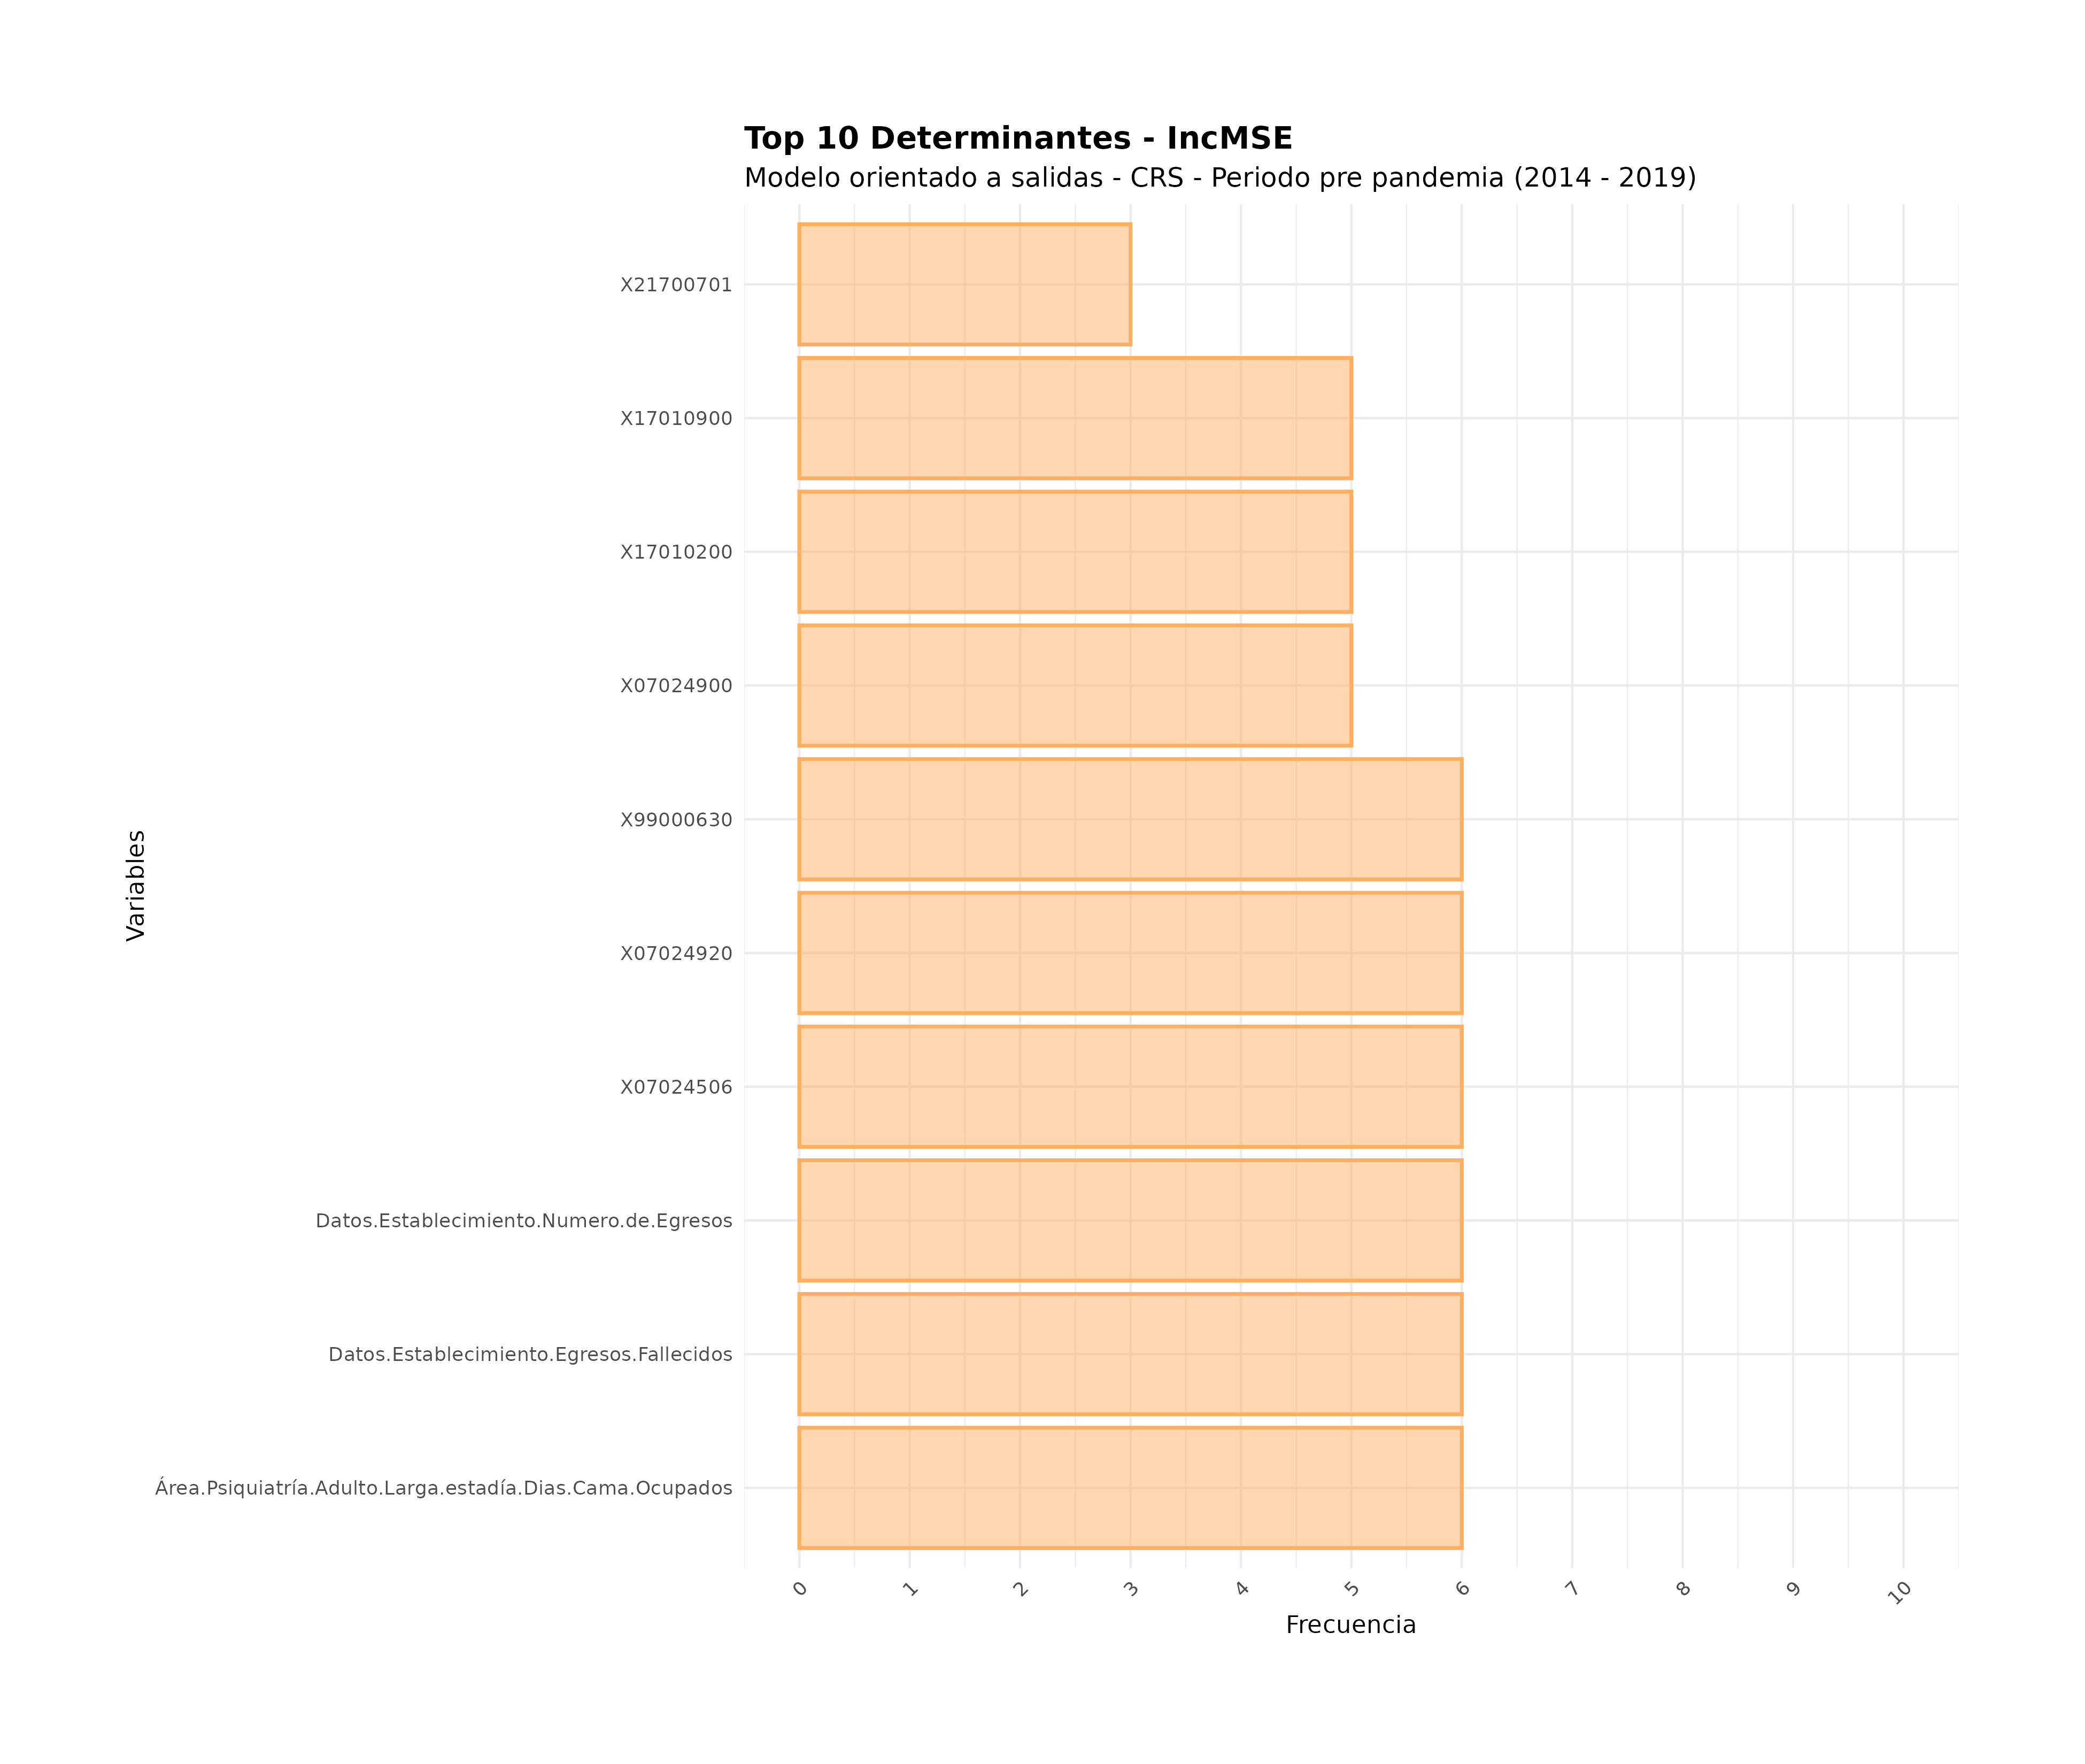 Top 10 Determinantes - IncMSE
Modelo orientado a salidas - CRS - Periodo pre pandemia (2014 - 2019)
Variables
X21700701
X17010900
X17010200
X07024900
X99000630
X07024920
X07024506
Datos.Establecimiento.Numero.de.Egresos
Datos.Establecimiento.Egresos.Fallecidos
Área.Psiquiatría.Adulto.Larga.estadía.Dias.Cama.Ocupados
0 1 2 3 4 5 6 7 8 9 10
Frecuencia